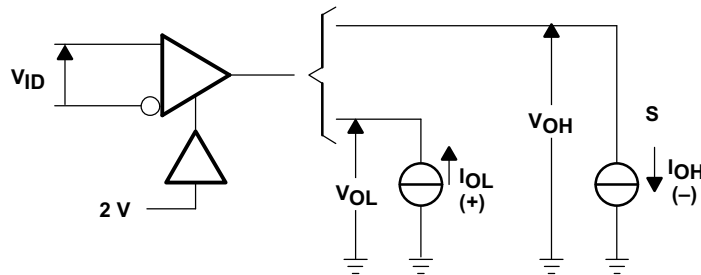 VID
2 V
VOL
IOL
(+)
VOH
S
IOH
(–)